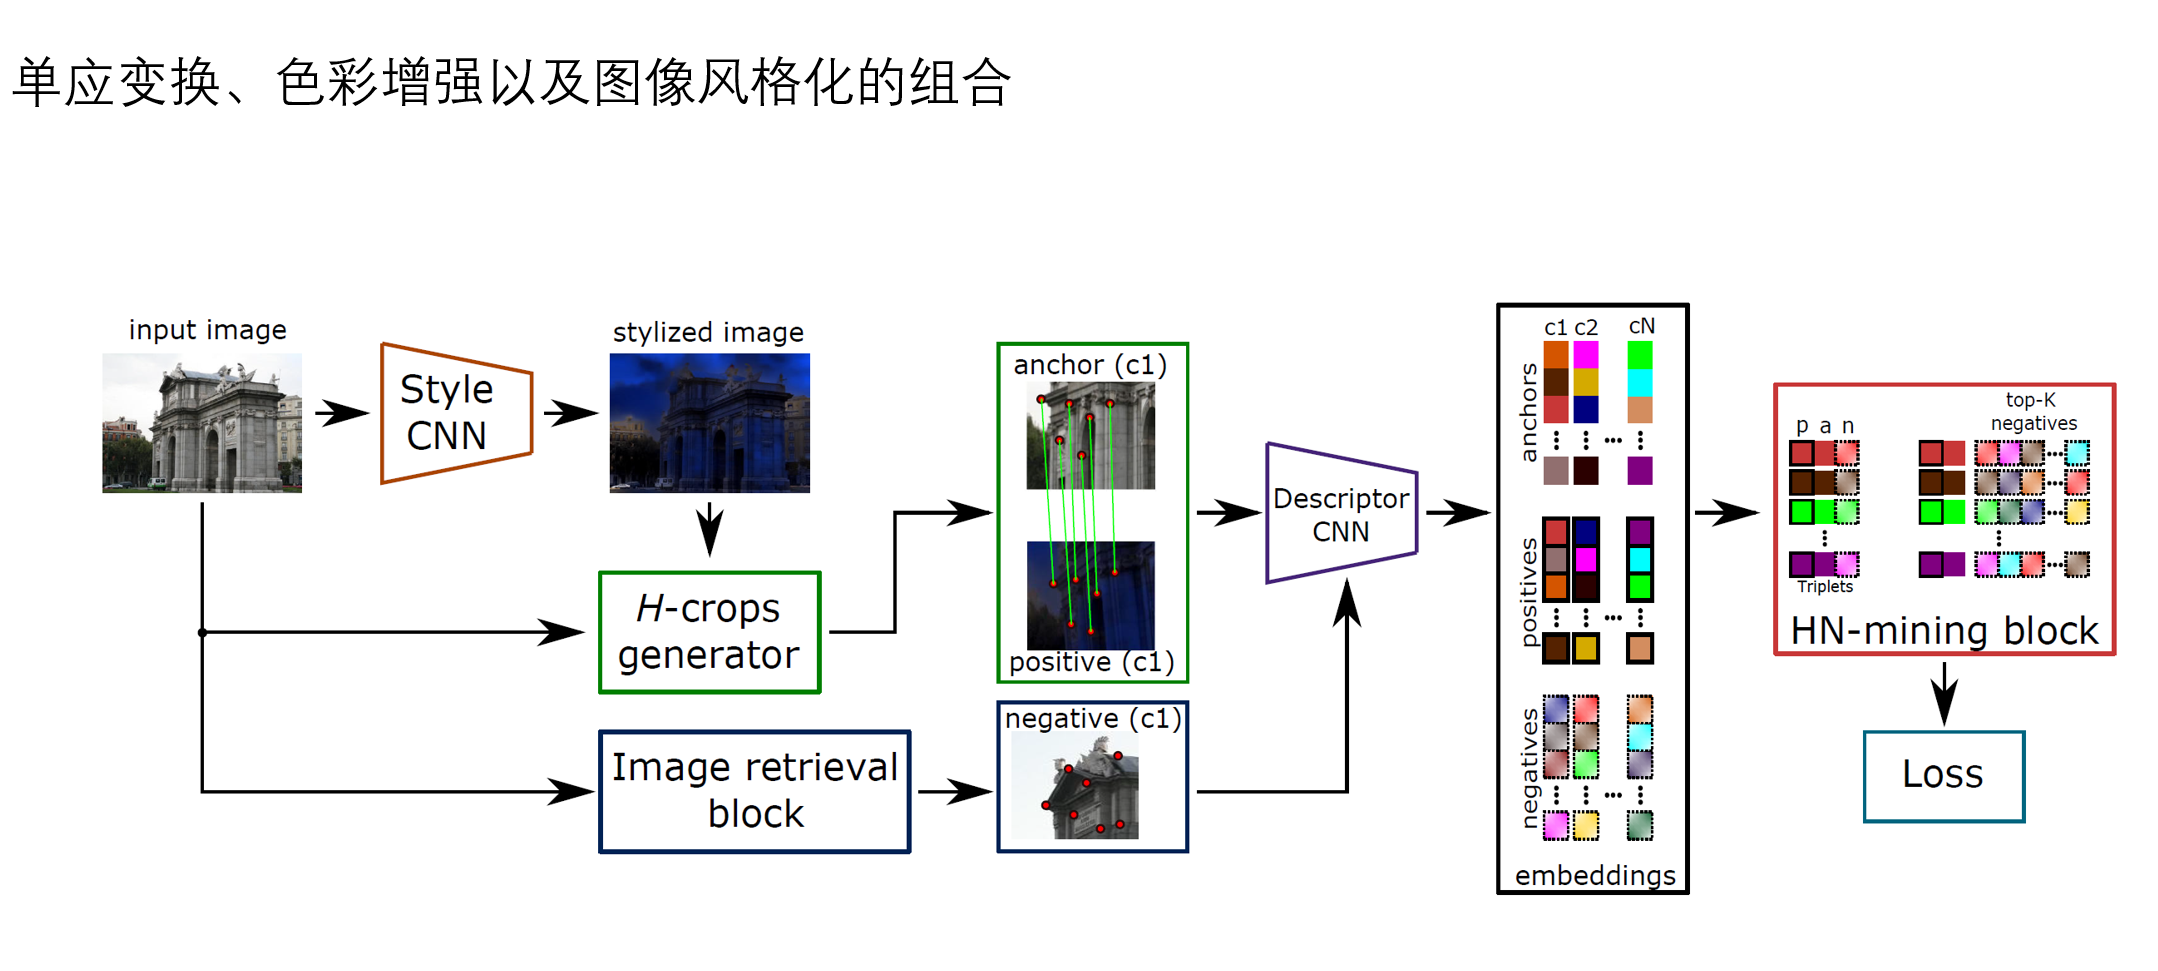 单应变换、色彩增强以及图像风格化的组合
input image
Style
CNN
stylized image
H-crops
generator
Image retrieval
block
anchor (c1)
positive (c1)
negative (c1)
Descriptor
CNN
c1 c2 cN
anchors
positives
negatives
embeddings
top-K
negatives
p a n
Triplets
HN-mining block
Loss